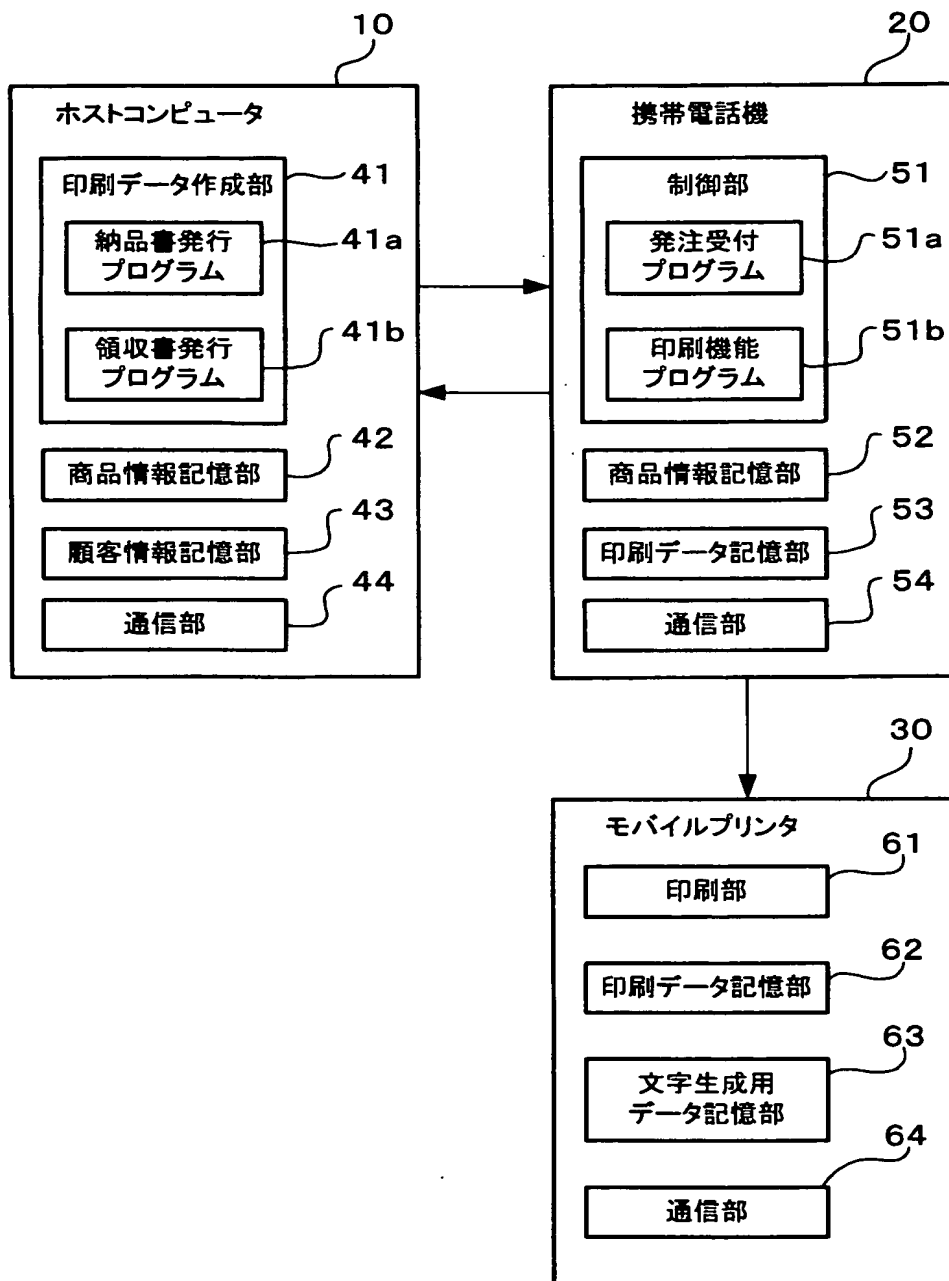 10
ホストコンピュータ
印刷データ作成部
41
納品書発行
プログラム
41a
領収書発行
プログラム
41b
商品情報記憶部
42
顧客情報記憶部
43
通信部
44
20
携帯電話機
制御部
51
発注受付
プログラム
51a
印刷機能
プログラム
51b
商品情報記憶部
52
印刷データ記憶部
53
通信部
54
30
モバイルプリンタ
印刷部
61
印刷データ記憶部
62
文字生成用
データ記憶部
63
通信部
64